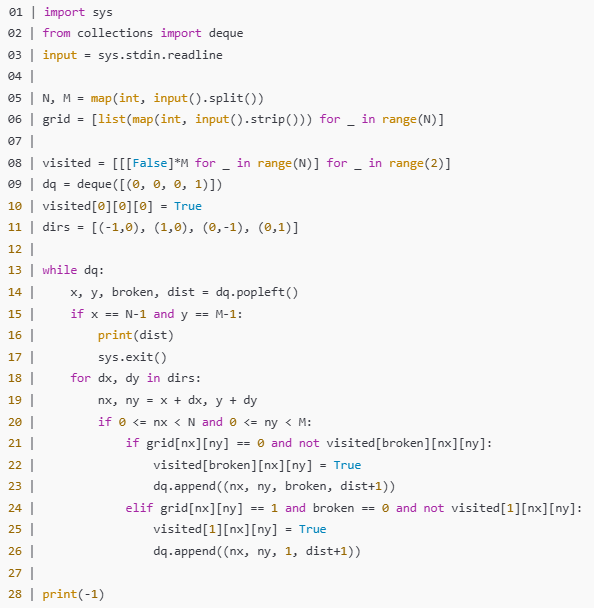 01 | import sys
02 | from collections import deque
03 | input = sys.stdin.readline
04 |
05 | N, M = map(int, input().split())
06 | grid = [list(map(int, input().strip())) for _ in range(N)]
07 |
08 | visited = [[[False]*M for _ in range(N)] for _ in range(2)]
09 | dq = deque([(0, 0, 0, 1)])
10 | visited[0][0][0] = True
11 | dirs = [(-1,0), (1,0), (0,-1), (0,1)]
12 |
13 | while dq:
14 |     x, y, broken, dist = dq.popleft()
15 |     if x == N-1 and y == M-1:
16 |         print(dist)
17 |         sys.exit()
18 |     for dx, dy in dirs:
19 |         nx, ny = x + dx, y + dy
20 |         if 0 <= nx < N and 0 <= ny < M:
21 |             if grid[nx][ny] == 0 and not visited[broken][nx][ny]:
22 |                 visited[broken][nx][ny] = True
23 |                 dq.append((nx, ny, broken, dist+1))
24 |             elif grid[nx][ny] == 1 and broken == 0 and not visited[1][nx][ny]:
25 |                 visited[1][nx][ny] = True
26 |                 dq.append((nx, ny, 1, dist+1))
27 |
28 | print(-1)